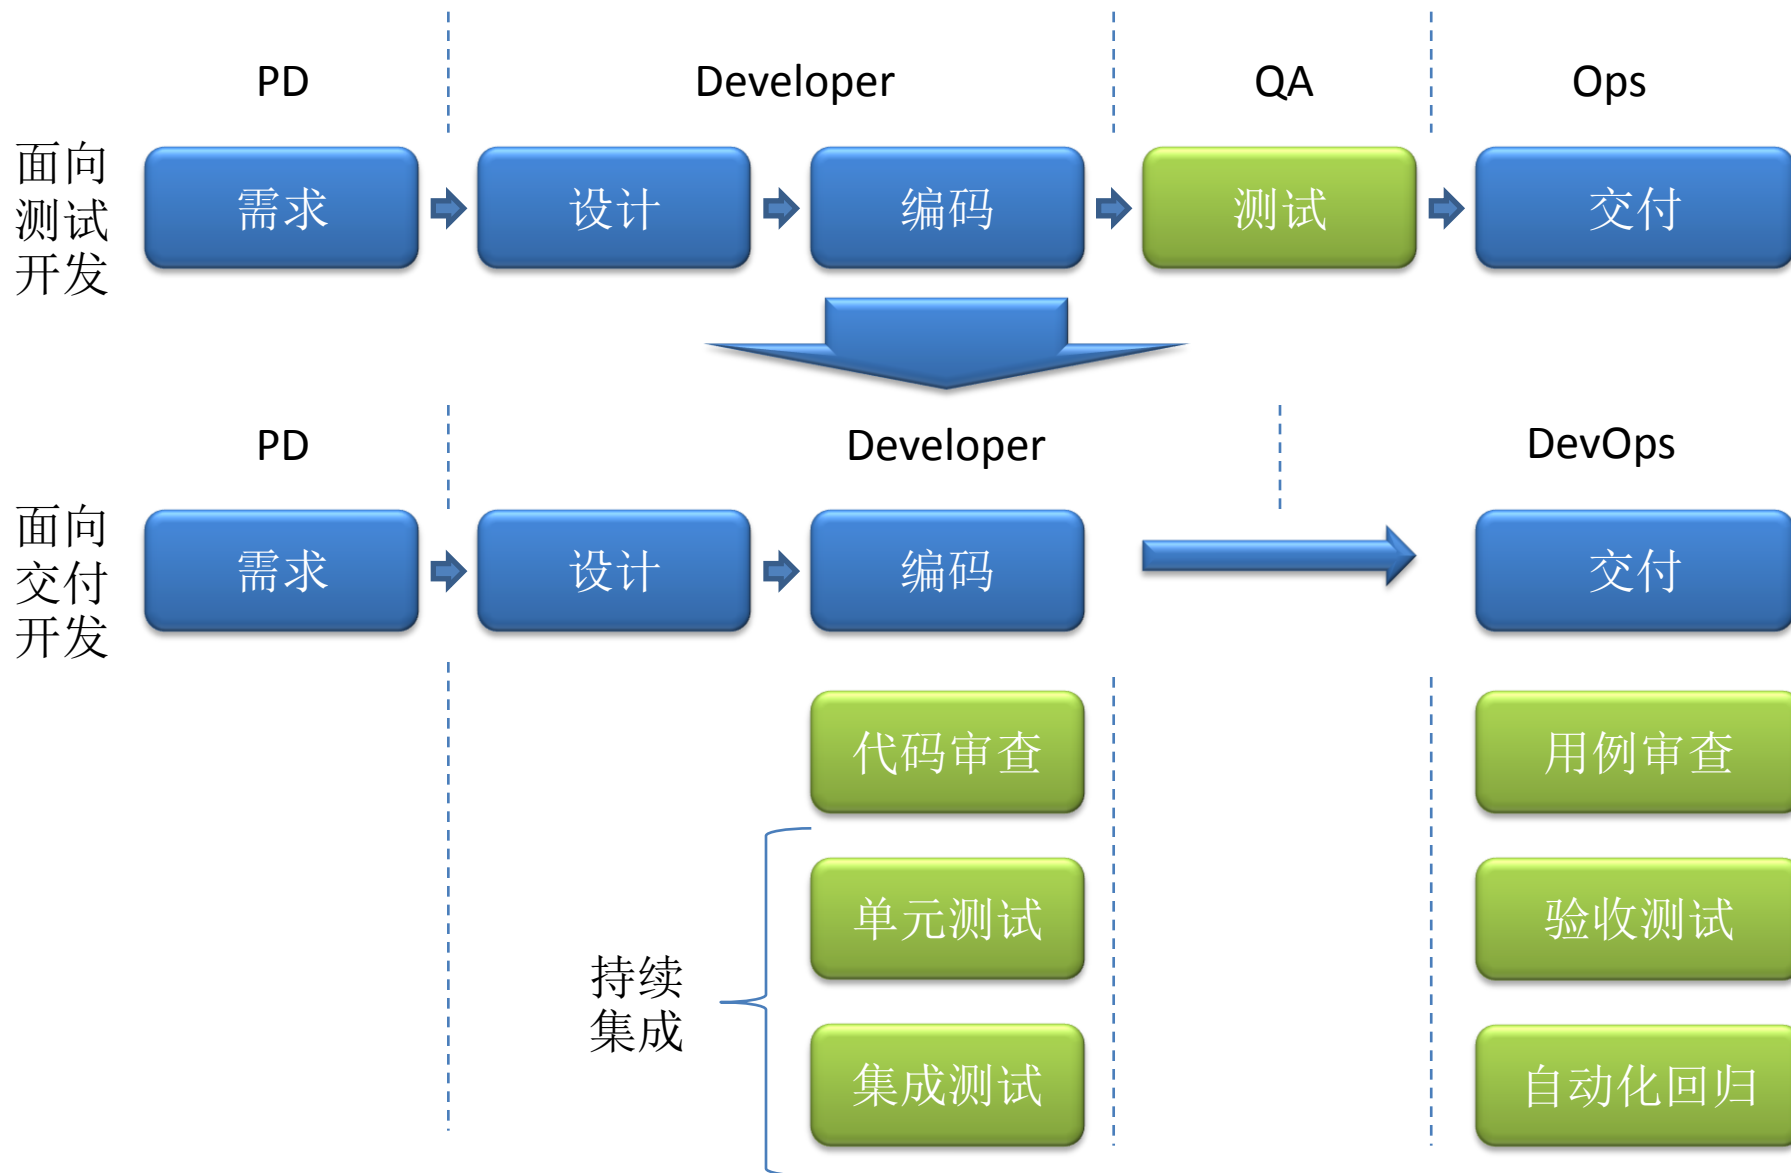 PD
Developer
QA
Ops
面向
测试
开发
需求
设计
编码
测试
交付
PD
Developer
DevOps
面向
交付
开发
需求
设计
编码
交付
代码审查
用例审查
单元测试
验收测试
持续
集成
集成测试
自动化回归